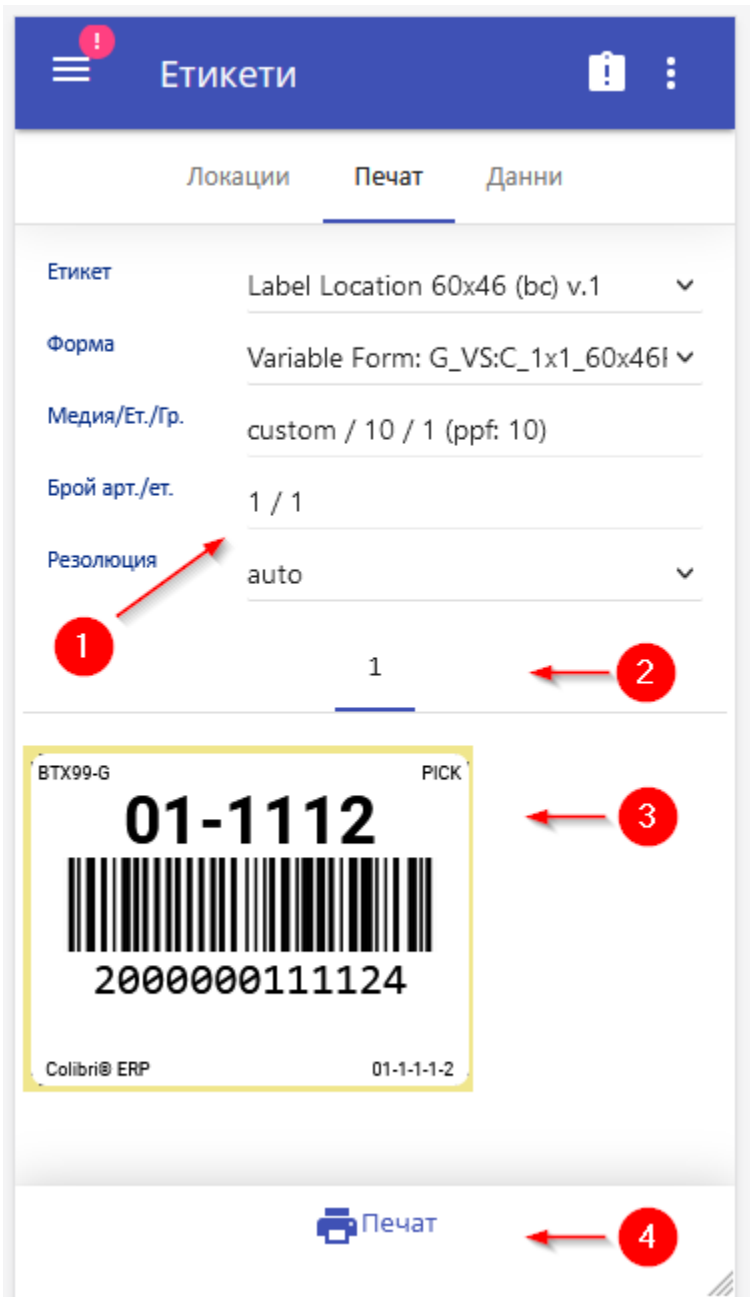 !
Етикети
Локации Печат Данни
Етикет Label Location 60x46 (bc) v.1
Форма Variable Form: G_VS:C_1x1_60x46
Медия/Ет./Гр. custom / 10 / 1 (ppf: 10)
Брой арт./ет. 1 / 1
Резолюция auto
1
1
2
BTX99-G PICK
01-1112
3
2000000111124
Colibri® ERP 01-1-1-1-2
Печат
4